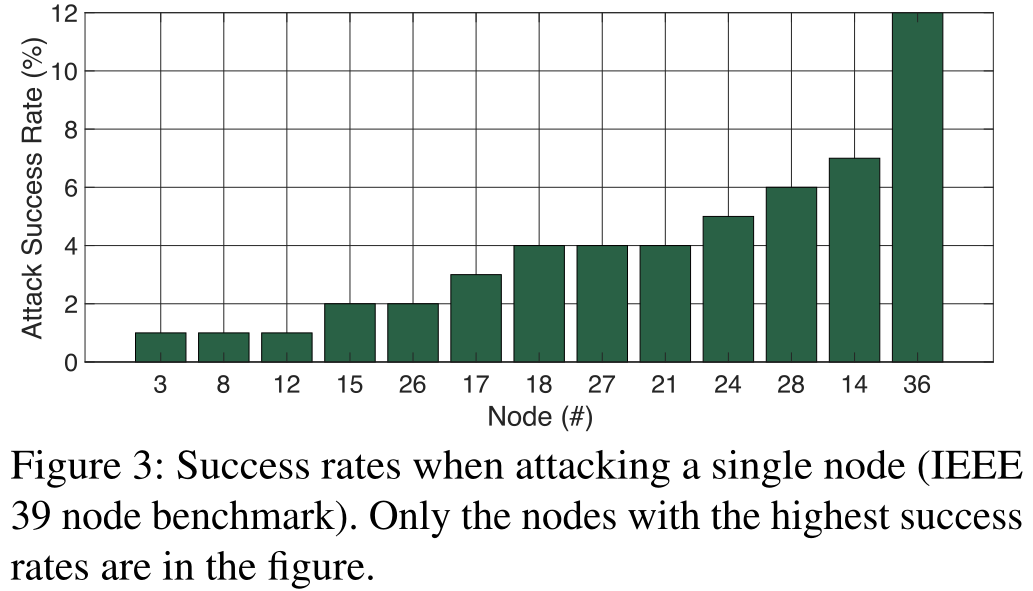 12
10
8
6
4
2
0
Attack Success Rate (%)
3 8 12 15 26 17 18 27 21 24 28 14 36
Node (#)
Figure 3: Success rates when attacking a single node (IEEE
39 node benchmark). Only the nodes with the highest success
rates are in the figure.